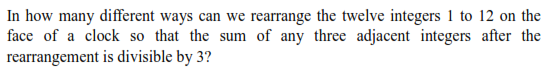 In how many different ways can we rearrange the twelve integers 1 to 12 on the
face of a clock so that the sum of any three adjacent integers after the
rearrangement is divisible by 3?